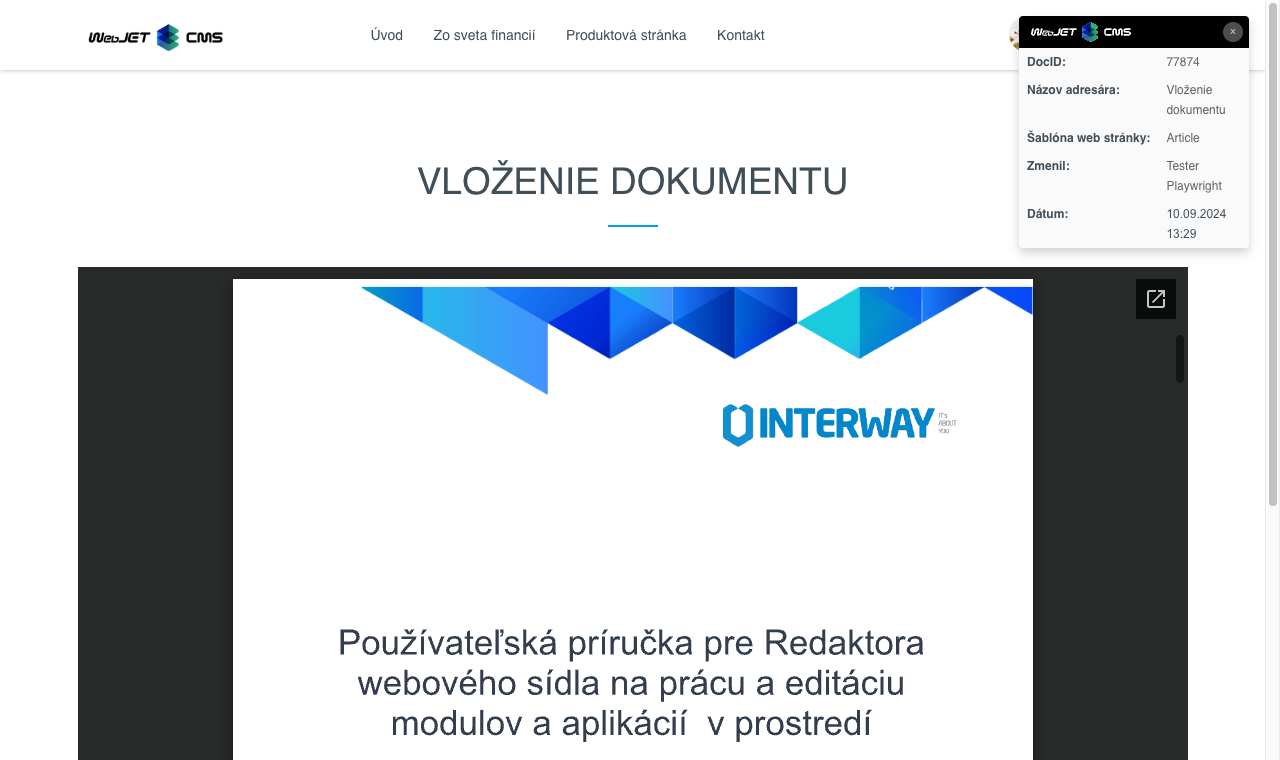 WebJET CMS
Úvod
Zo sveta financií
Produktová stránka
Kontakt
WebJET CMS
×
DocID: 77874
Názov adresára: Vloženie
dokumentu
Šablóna web stránky: Article
Zmenil: Tester
Playwright
Dátum: 10.09.2024
13:29
VLOŽENIE DOKUMENTU
INTERWAY
IT's
ABOUT
YOU
Používateľská príručka pre Redaktora
webového sídla na prácu a editáciu
modulov a aplikácií v prostredí